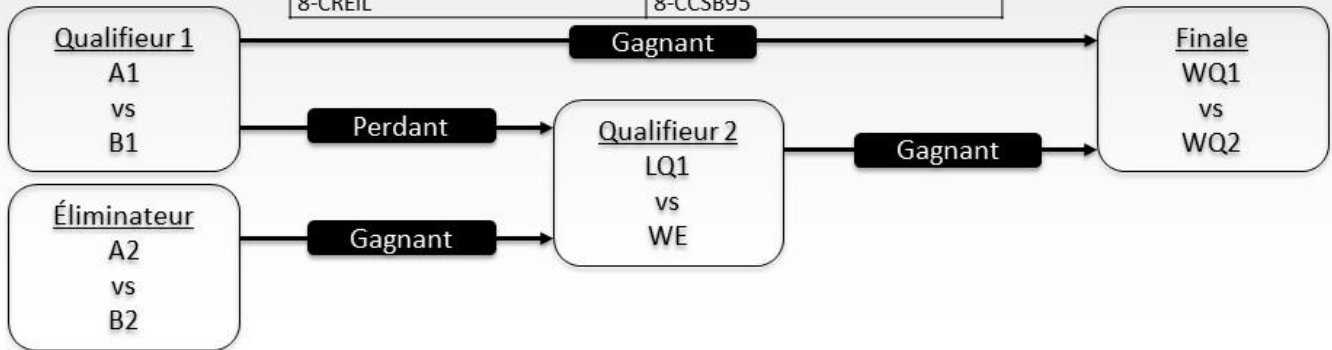 8-CREIL
8-CCSB95
Qualifieur 1
A1
vs
B1
Gagnant
Perdant
Éliminateur
A2
vs
B2
Gagnant
Qualifieur 2
LQ1
vs
WE
Gagnant
Finale
WQ1
vs
WQ2